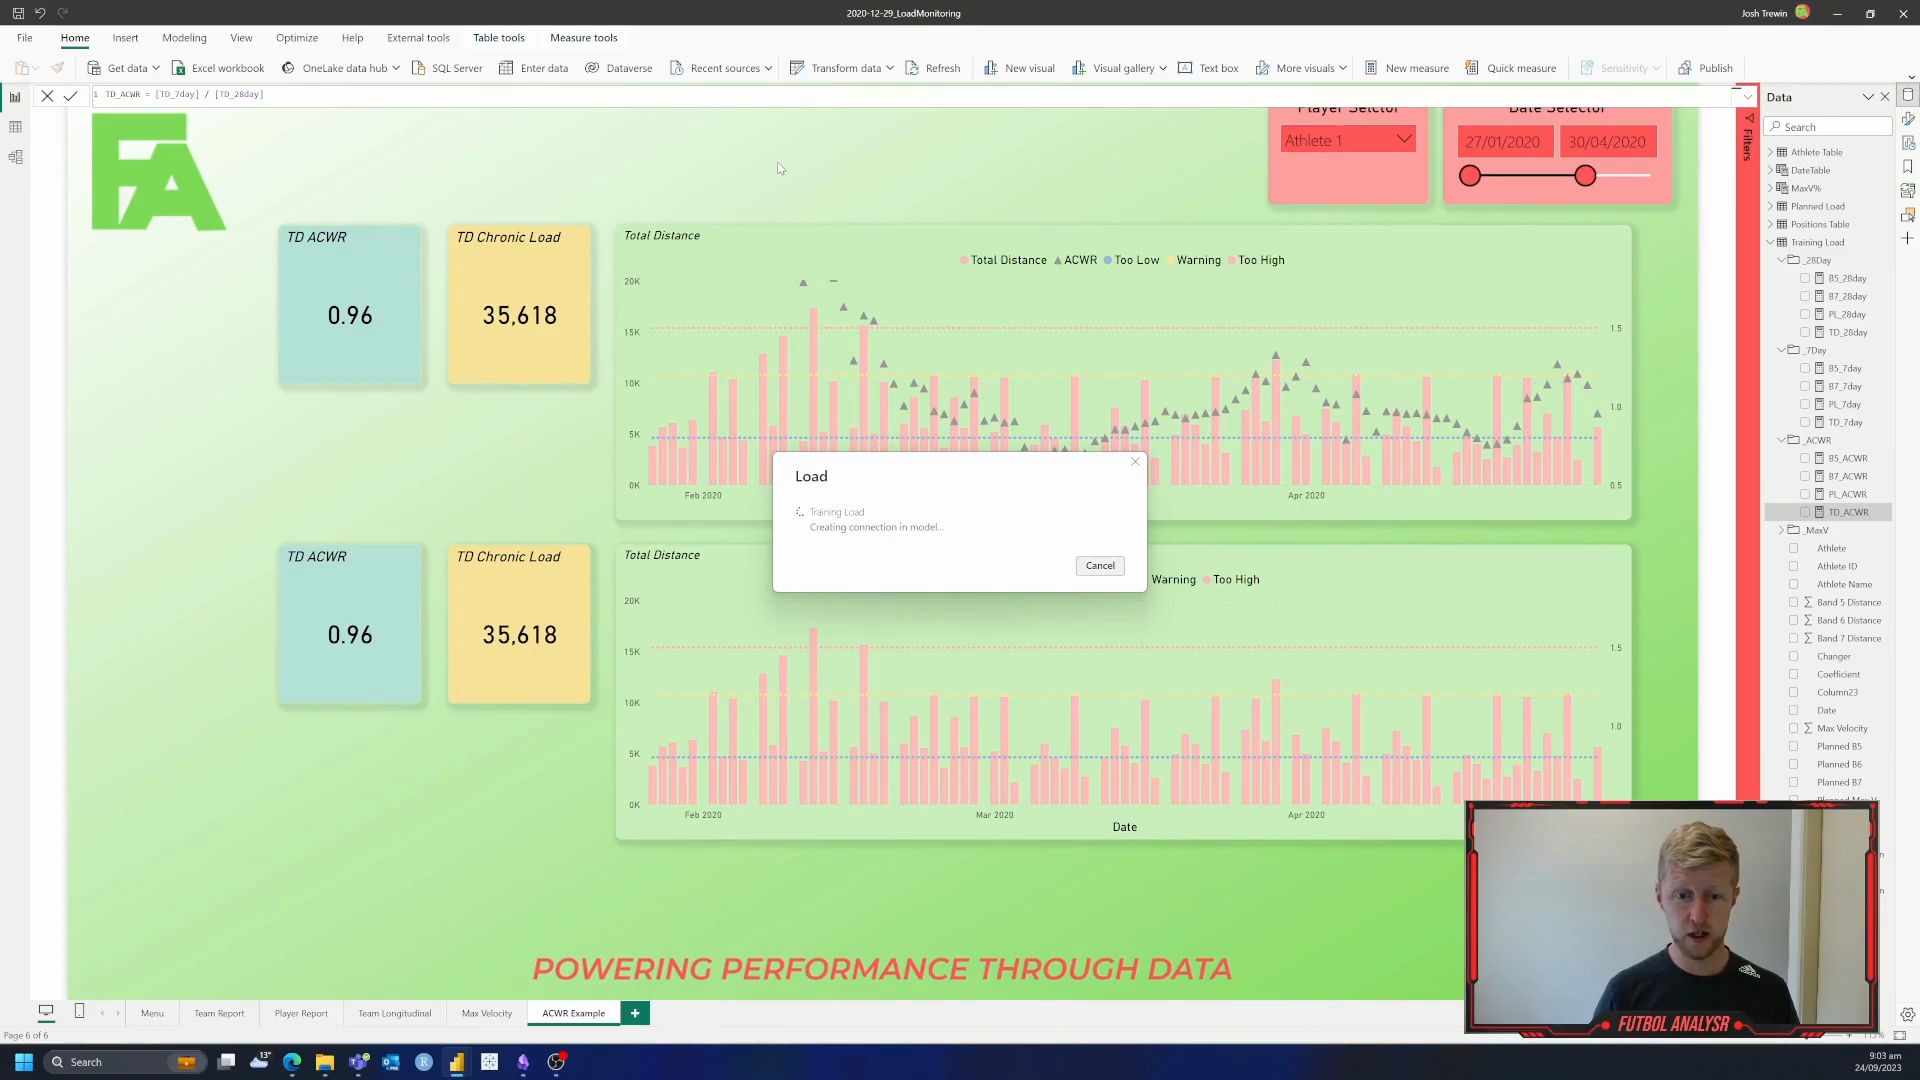 2020-12-29_LoadMonitoring
Josh Trewin
File Home Insert Modeling View Optimize Help External tools Table tools Measure tools
Get data Excel workbook OneLake data hub SQL Server Enter data Dataverse Recent sources Transform data Refresh New visual Visual gallery Text box More visuals New measure Quick measure Sensitivity Publish
1 TD_ACWR = [TD_7day] / [TD_28day]
FA
Player Selctor
Athlete 1
Date Selector
27/01/2020 30/04/2020
Filters
TD ACWR
0.96
TD Chronic Load
35,618
Total Distance
Total Distance ACWR Too Low Warning Too High
20K
15K
10K
5K
0K
1.5
1.0
0.5
Feb 2020
Apr 2020
Load
Training Load
Creating connection in model...
Cancel
TD ACWR
0.96
TD Chronic Load
35,618
Total Distance
Warning Too High
20K
15K
10K
5K
0K
1.5
1.0
Feb 2020 Mar 2020 Apr 2020
Date
POWERING PERFORMANCE THROUGH DATA
Data
Search
Athlete Table
DateTable
MaxV%
Planned Load
Positions Table
Training Load
_28Day
B5_28day
B7_28day
PL_28day
TD_28day
_7Day
B5_7day
B7_7day
PL_7day
TD_7day
_ACWR
B5_ACWR
B7_ACWR
PL_ACWR
TD_ACWR
_MaxV
Athlete
Athlete ID
Athlete Name
Band 5 Distance
Band 6 Distance
Band 7 Distance
Changer
Coefficient
Column23
Date
Max Velocity
Planned B5
Planned B6
Planned B7
FUTBOL ANALYSR
Menu Team Report Player Report Team Longitudinal Max Velocity ACWR Example
Page 6 of 6
Search
13°
9:03 am
24/09/2023